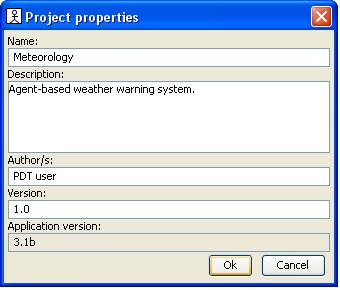 Project properties
Name:
Meteorology
Description:
Agent-based weather warning system.
Author/s:
PDT user
Version:
1.0
Application version:
3.1b
Ok Cancel